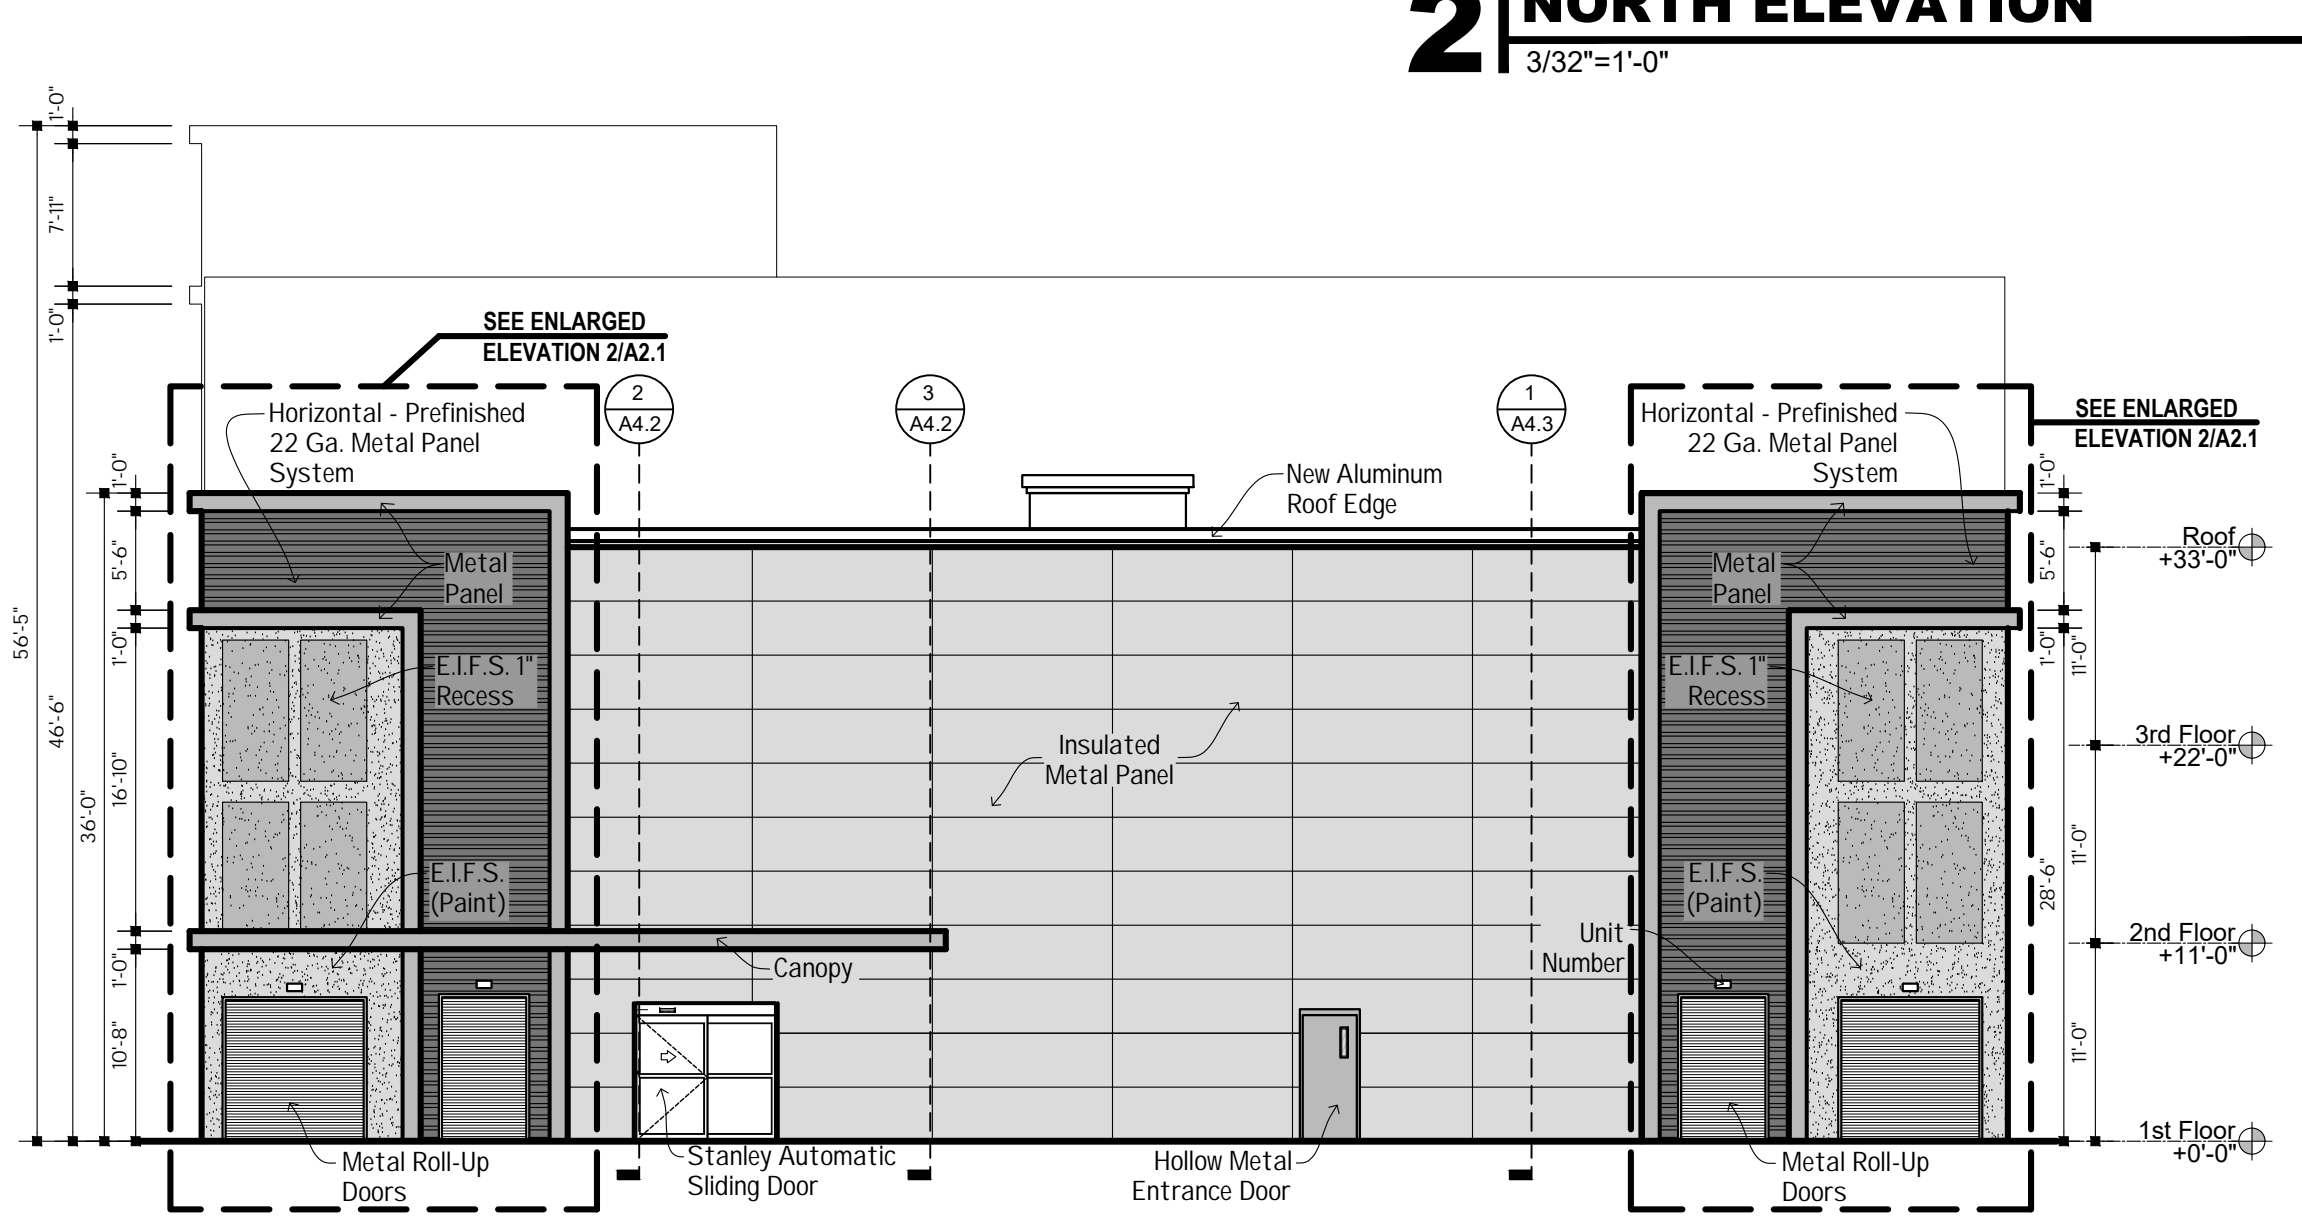 2 NORTH ELEVATION
3/32"=1'-0"
1'-0"
7'-11"
1'-0"
56'-5"
46'-6"
36'-0"
1'-0"
5'-6"
1'-0"
16'-10"
1'-0"
10'-8"
SEE ENLARGED
ELEVATION 2/A2.1
Horizontal - Prefinished
22 Ga. Metal Panel
System
2
A4.2
3
A4.2
1
A4.3
New Aluminum
Roof Edge
Horizontal - Prefinished
22 Ga. Metal Panel
System
SEE ENLARGED
ELEVATION 2/A2.1
Metal
Panel
Metal
Panel
E.I.F.S. 1"
Recess
E.I.F.S. 1"
Recess
Insulated
Metal Panel
E.I.F.S.
(Paint)
E.I.F.S.
(Paint)
Canopy
Unit
Number
Metal Roll-Up
Doors
Stanley Automatic
Sliding Door
Hollow Metal
Entrance Door
Metal Roll-Up
Doors
1'-0"
5'-6"
1'-0"
28'-6"
11'-0"
11'-0"
11'-0"
Roof
+33'-0"
3rd Floor
+22'-0"
2nd Floor
+11'-0"
1st Floor
+0'-0"